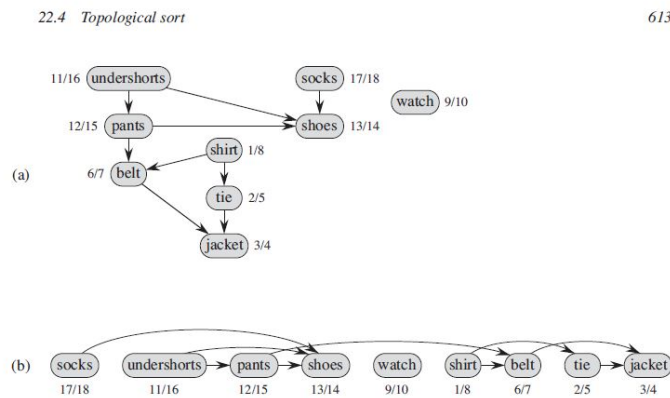 22.4 Topological sort 613
11/16 undershorts socks 17/18
watch 9/10
12/15 pants shoes 13/14
shirt 1/8
(a) 6/7 belt
tie 2/5
jacket 3/4
(b) socks undershorts pants shoes watch shirt belt tie jacket
17/18 11/16 12/15 13/14 9/10 1/8 6/7 2/5 3/4